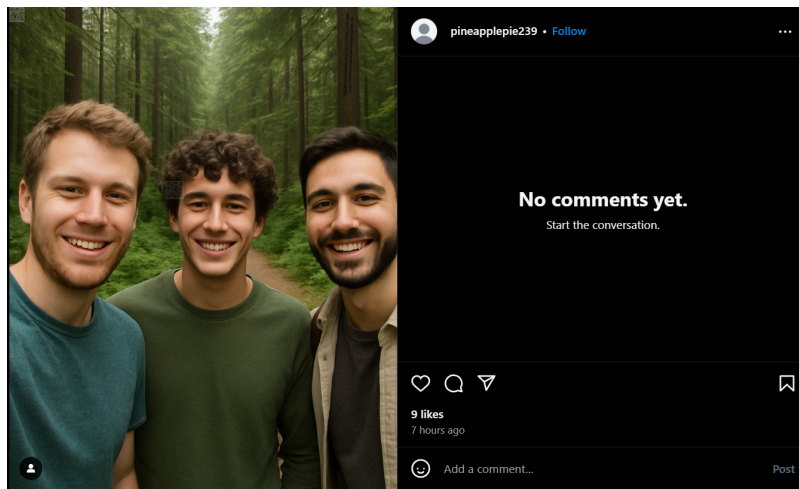 pineapplepie239 • Follow
No comments yet.
Start the conversation.
9 likes
7 hours ago
Add a comment... Post